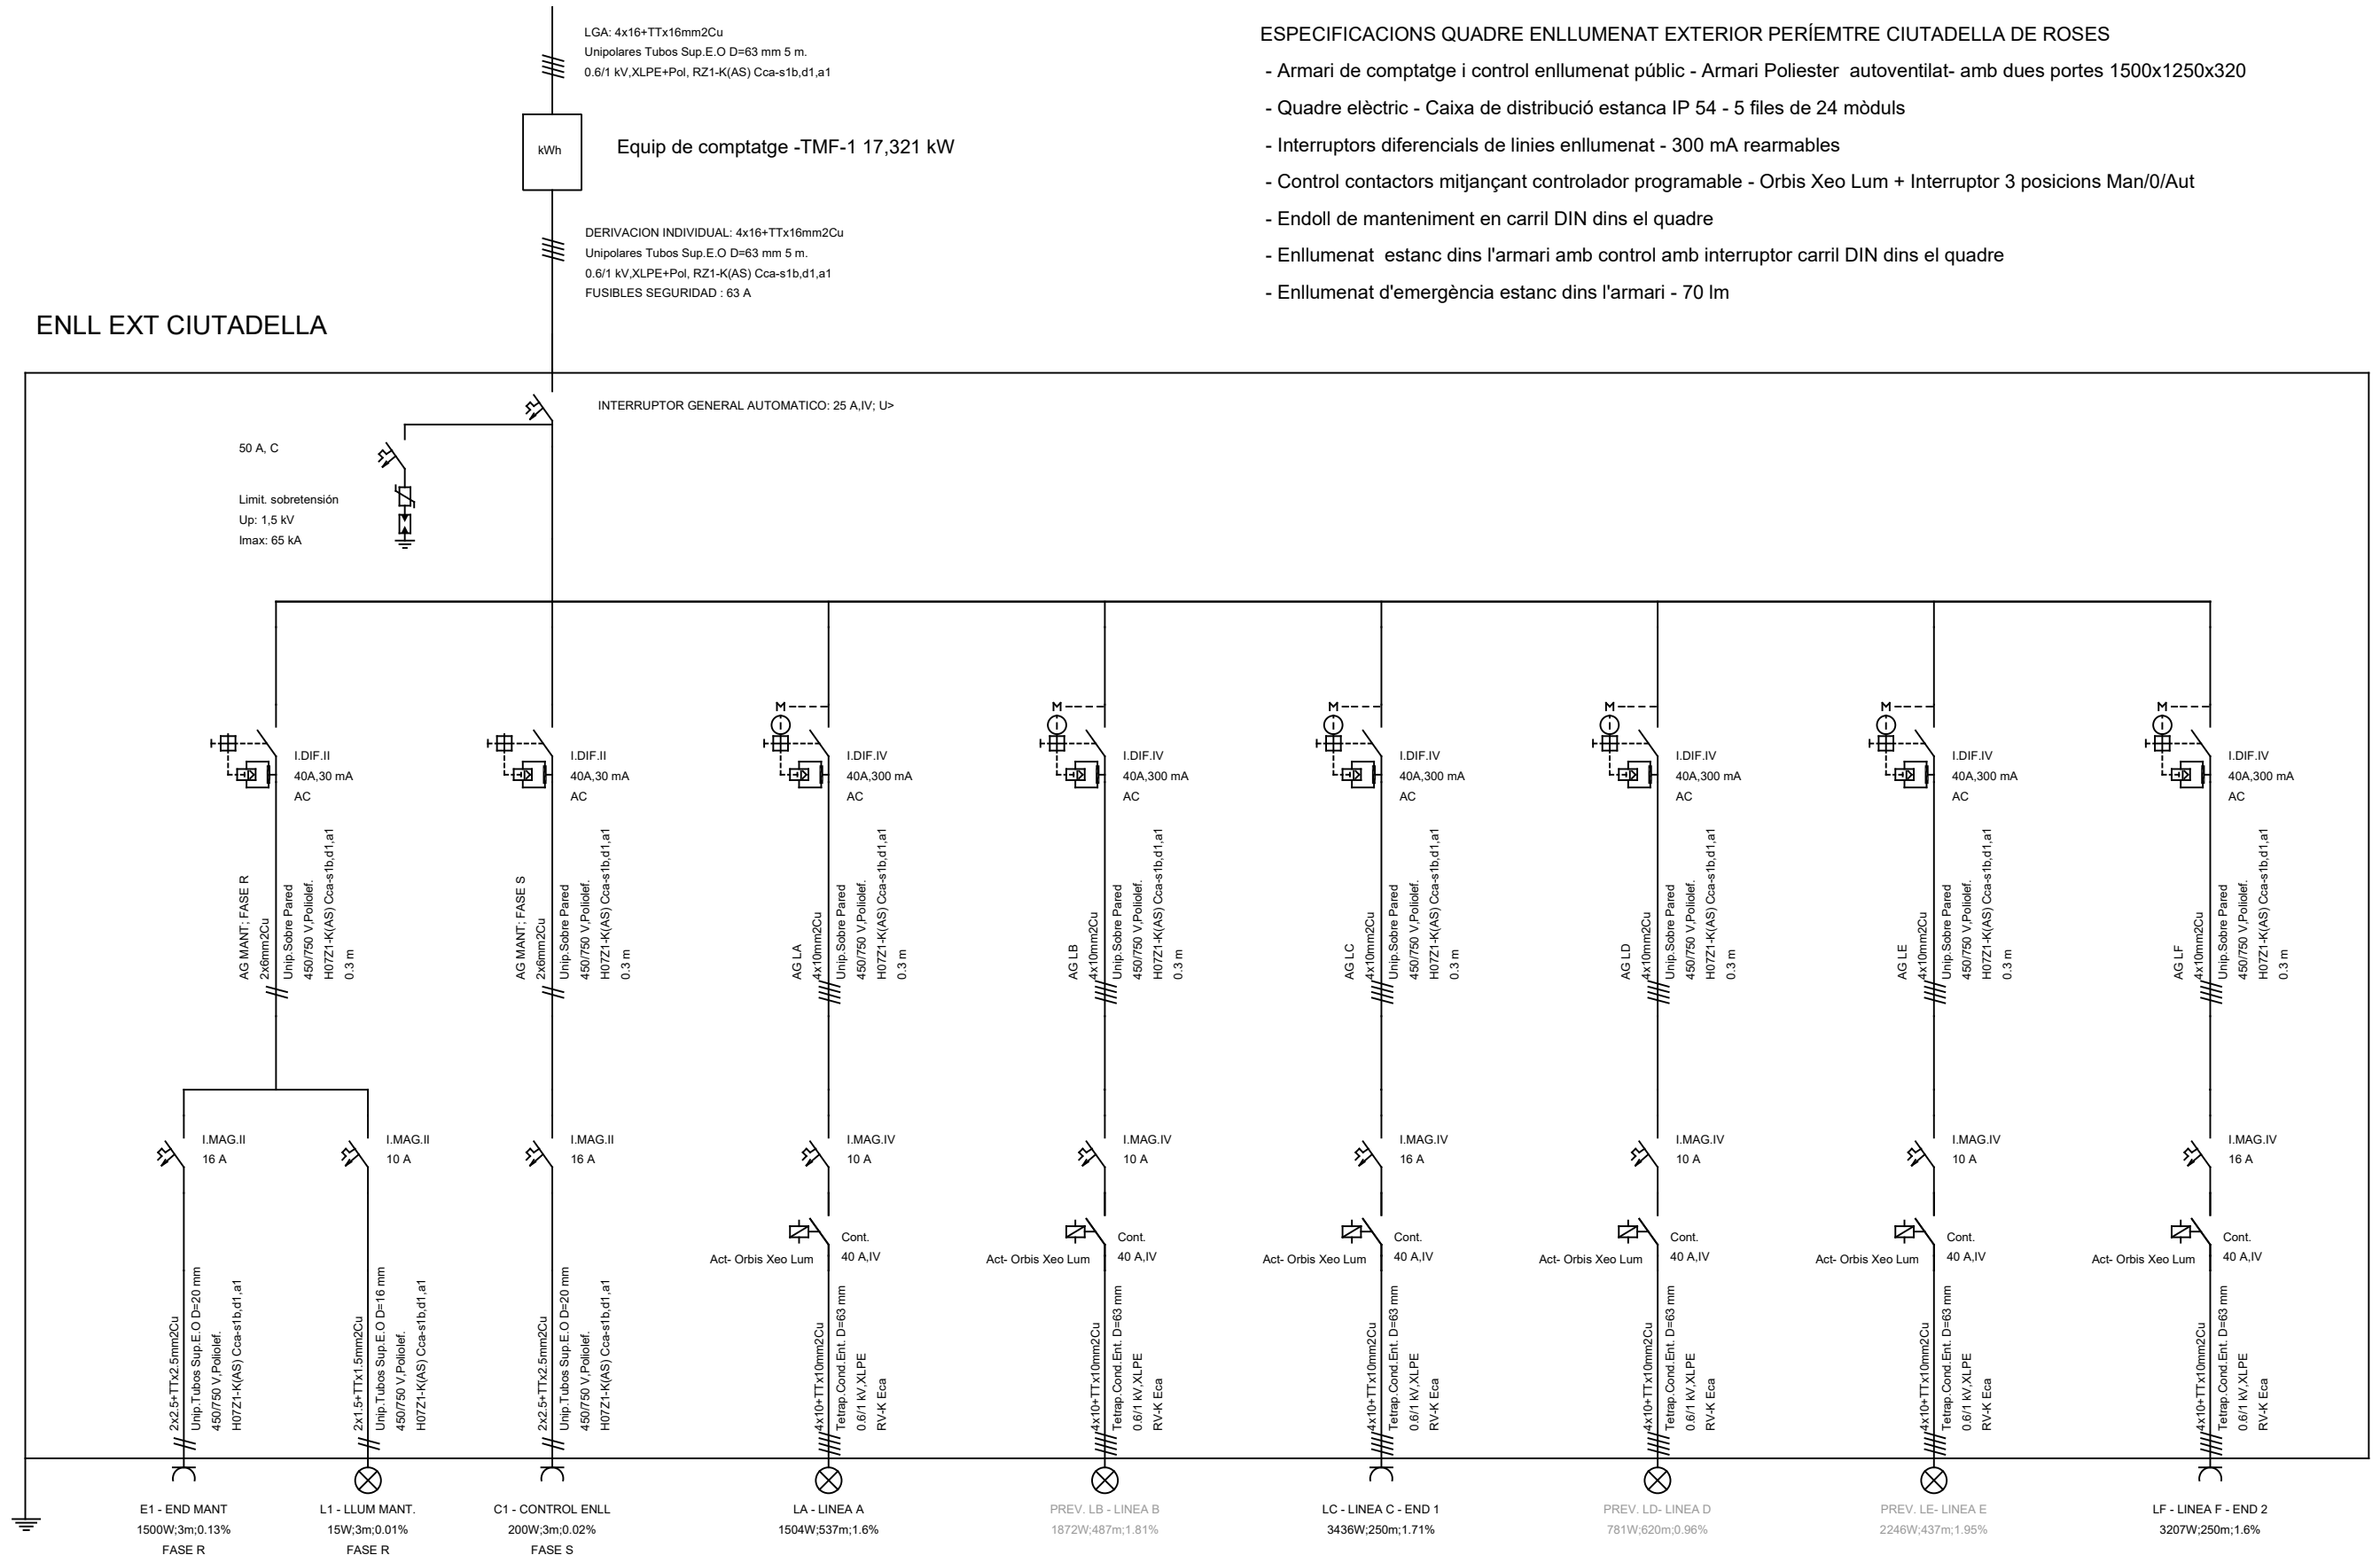 LGA: 4x16+TTx16mm2Cu
Unipolares Tubos Sup.E.O D=63 mm 5 m.
0.6/1 kV,XLPE+Pol, RZ1-K(AS) Cca-s1b,d1,a1
kWh
Equip de comptatge -TMF-1 17,321 kW
DERIVACION INDIVIDUAL: 4x16+TTx16mm2Cu
Unipolares Tubos Sup.E.O D=63 mm 5 m.
0.6/1 kV,XLPE+Pol, RZ1-K(AS) Cca-s1b,d1,a1
FUSIBLES SEGURIDAD : 63 A
ESPECIFICACIONS QUADRE ENLLUMENAT EXTERIOR PERÍEMTRE CIUTADELLA DE ROSES
- Armari de comptatge i control enllumenat públic - Armari Poliester autoventilat- amb dues portes 1500x1250x320
- Quadre elèctric - Caixa de distribució estanca IP 54 - 5 files de 24 mòduls
- Interruptors diferencials de linies enllumenat - 300 mA rearmables
- Control contactors mitjançant controlador programable - Orbis Xeo Lum + Interruptor 3 posicions Man/0/Aut
- Endoll de manteniment en carril DIN dins el quadre
- Enllumenat estanc dins l'armari amb control amb interruptor carril DIN dins el quadre
- Enllumenat d'emergència estanc dins l'armari - 70 lm
ENLL EXT CIUTADELLA
INTERRUPTOR GENERAL AUTOMATICO: 25 A,IV; U>
50 A, C
Limit. sobretensión
Up: 1,5 kV
Imax: 65 kA
I.DIF.II
40A,30 mA
AC
I.DIF.II
40A,30 mA
AC
M
I.DIF.IV
40A,300 mA
AC
M
I.DIF.IV
40A,300 mA
AC
M
I.DIF.IV
40A,300 mA
AC
M
I.DIF.IV
40A,300 mA
AC
M
I.DIF.IV
40A,300 mA
AC
M
I.DIF.IV
40A,300 mA
AC
AG MANT; FASE R
2x6mm2Cu
Unip.Sobre Pared
450/750 V,Poliolef.
H07Z1-K(AS) Cca-s1b,d1,a1
0.3 m
AG MANT; FASE S
2x6mm2Cu
Unip.Sobre Pared
450/750 V,Poliolef.
H07Z1-K(AS) Cca-s1b,d1,a1
0.3 m
AG LA
4x10mm2Cu
Unip.Sobre Pared
450/750 V,Poliolef.
H07Z1-K(AS) Cca-s1b,d1,a1
0.3 m
AG LB
4x10mm2Cu
Unip.Sobre Pared
450/750 V,Poliolef.
H07Z1-K(AS) Cca-s1b,d1,a1
0.3 m
AG LC
4x10mm2Cu
Unip.Sobre Pared
450/750 V,Poliolef.
H07Z1-K(AS) Cca-s1b,d1,a1
0.3 m
AG LD
4x10mm2Cu
Unip.Sobre Pared
450/750 V,Poliolef.
H07Z1-K(AS) Cca-s1b,d1,a1
0.3 m
AG LE
4x10mm2Cu
Unip.Sobre Pared
450/750 V,Poliolef.
H07Z1-K(AS) Cca-s1b,d1,a1
0.3 m
AG LF
4x10mm2Cu
Unip.Sobre Pared
450/750 V,Poliolef.
H07Z1-K(AS) Cca-s1b,d1,a1
0.3 m
I.MAG.II
16 A
I.MAG.II
10 A
I.MAG.II
16 A
I.MAG.IV
10 A
I.MAG.IV
10 A
I.MAG.IV
16 A
I.MAG.IV
10 A
I.MAG.IV
10 A
I.MAG.IV
16 A
Cont.
40 A,IV
Act- Orbis Xeo Lum
Cont.
40 A,IV
Act- Orbis Xeo Lum
Cont.
40 A,IV
Act- Orbis Xeo Lum
Cont.
40 A,IV
Act- Orbis Xeo Lum
Cont.
40 A,IV
Act- Orbis Xeo Lum
Cont.
40 A,IV
Act- Orbis Xeo Lum
2x2.5+TTx2.5mm2Cu
Unip.Tubos Sup.E.O D=20 mm
450/750 V,Poliolef.
H07Z1-K(AS) Cca-s1b,d1,a1
2x1.5+TTx1.5mm2Cu
Unip.Tubos Sup.E.O D=16 mm
450/750 V,Poliolef.
H07Z1-K(AS) Cca-s1b,d1,a1
2x2.5+TTx2.5mm2Cu
Unip.Tubos Sup.E.O D=20 mm
450/750 V,Poliolef.
H07Z1-K(AS) Cca-s1b,d1,a1
4x10+TTx10mm2Cu
Tetrap.Cond.Ent. D=63 mm
0.6/1 kV,XLPE
RV-K Eca
4x10+TTx10mm2Cu
Tetrap.Cond.Ent. D=63 mm
0.6/1 kV,XLPE
RV-K Eca
4x10+TTx10mm2Cu
Tetrap.Cond.Ent. D=63 mm
0.6/1 kV,XLPE
RV-K Eca
4x10+TTx10mm2Cu
Tetrap.Cond.Ent. D=63 mm
0.6/1 kV,XLPE
RV-K Eca
4x10+TTx10mm2Cu
Tetrap.Cond.Ent. D=63 mm
0.6/1 kV,XLPE
RV-K Eca
4x10+TTx10mm2Cu
Tetrap.Cond.Ent. D=63 mm
0.6/1 kV,XLPE
RV-K Eca
E1 - END MANT
1500W;3m;0.13%
FASE R
L1 - LLUM MANT.
15W;3m;0.01%
FASE R
C1 - CONTROL ENLL
200W;3m;0.02%
FASE S
LA - LINEA A
1504W;537m;1.6%
PREV. LB - LINEA B
1872W;487m;1.81%
LC - LINEA C - END 1
3436W;250m;1.71%
PREV. LD- LINEA D
781W;620m;0.96%
PREV. LE- LINEA E
2246W;437m;1.95%
LF - LINEA F - END 2
3207W;250m;1.6%